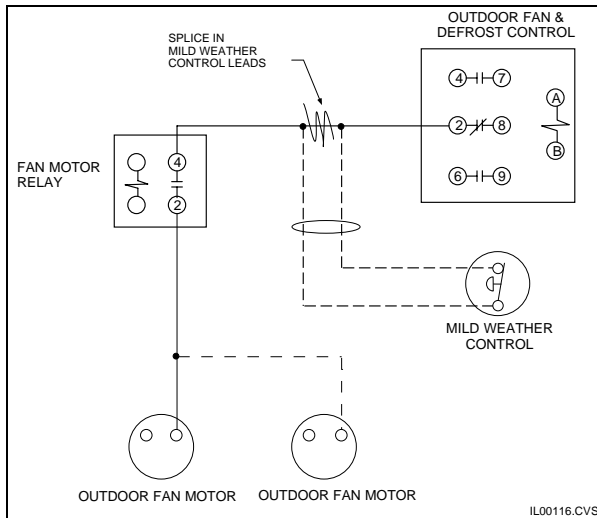 OUTDOOR FAN &
DEFROST CONTROL
SPLICE IN
MILD WEATHER
CONTROL LEADS
4 7
A
2 8
B
6 9
FAN MOTOR
RELAY
4
2
MILD WEATHER
CONTROL
OUTDOOR FAN MOTOR
OUTDOOR FAN MOTOR
IL00116.CVS